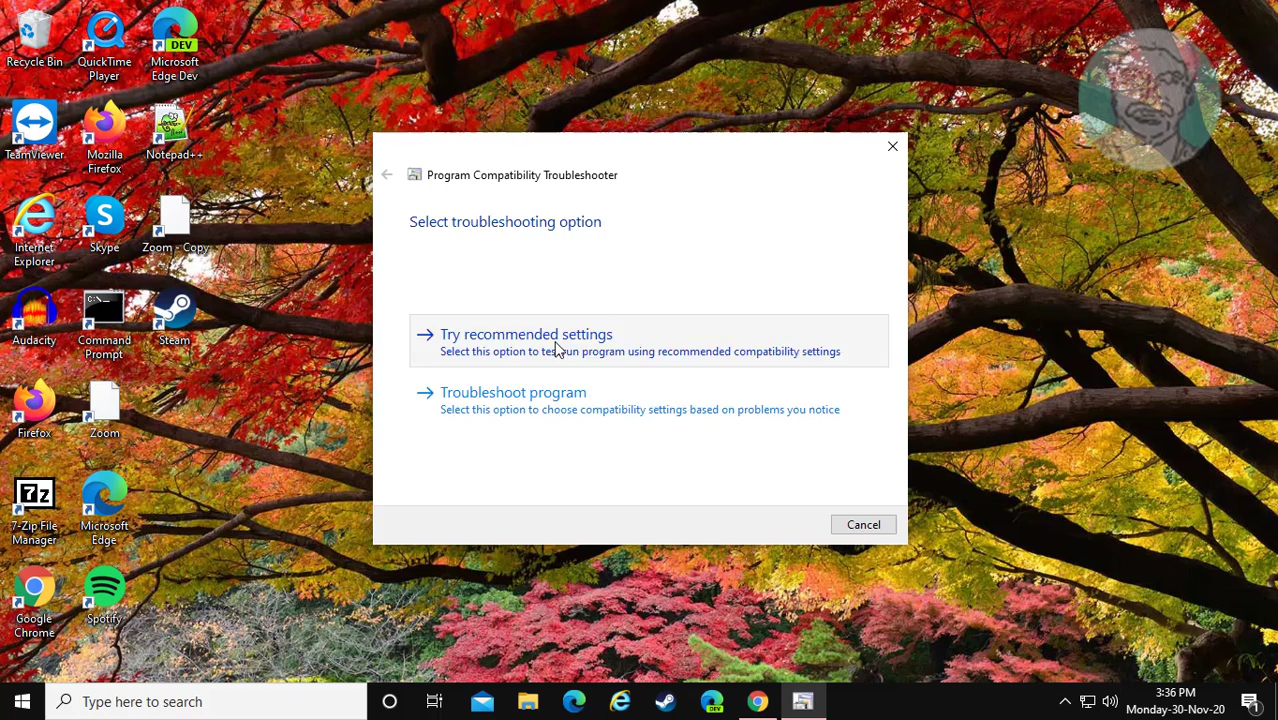 Recycle Bin
QuickTime
Player
Microsoft
Edge Dev
DEV
TeamViewer
Mozilla
Firefox
Notepad++
Internet
Explorer
Skype
Zoom - Copy
Audacity
C:\>_
Command
Prompt
Steam
Firefox
Zoom
7z
7-Zip File
Manager
Microsoft
Edge
Google
Chrome
Spotify
Program Compatibility Troubleshooter
Select troubleshooting option
Try recommended settings
Select this option to test run program using recommended compatibility settings
Troubleshoot program
Select this option to choose compatibility settings based on problems you notice
Cancel
Type here to search
DEV
3:36 PM
Monday-30-Nov-20
1